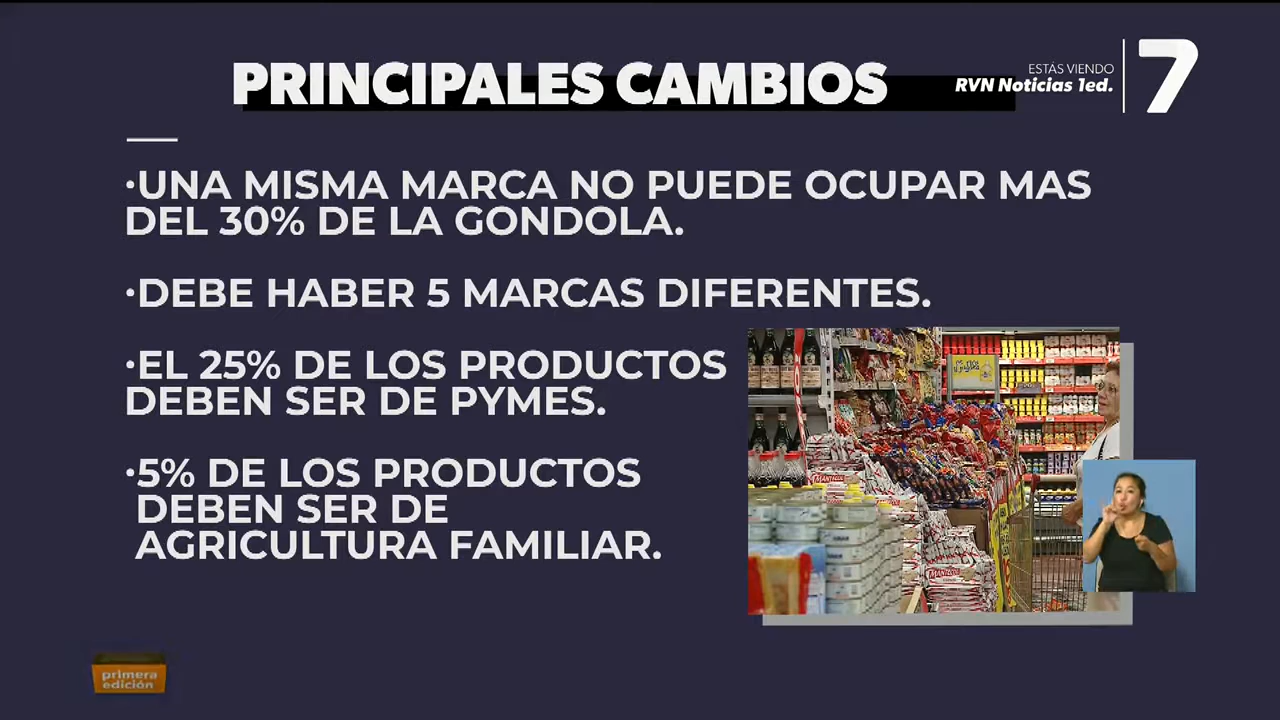 PRINCIPALES CAMBIOS
ESTÁS VIENDO
RVN Noticias 1ed.
7
·UNA MISMA MARCA NO PUEDE OCUPAR MAS
DEL 30% DE LA GONDOLA.
·DEBE HABER 5 MARCAS DIFERENTES.
·EL 25% DE LOS PRODUCTOS
DEBEN SER DE PYMES.
·5% DE LOS PRODUCTOS
DEBEN SER DE
AGRICULTURA FAMILIAR.
MANTECOL
primera
edición